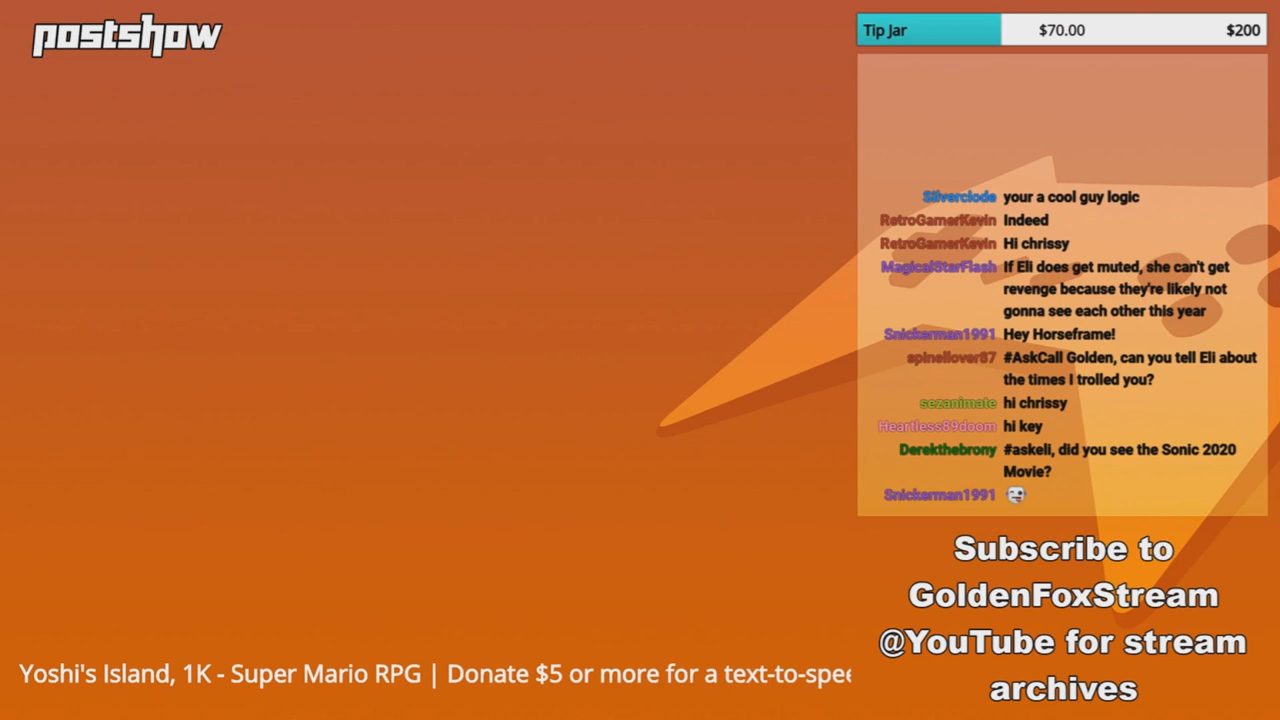 postshow
Tip Jar $70.00 $200
Silverclode your a cool guy logic
RetroGamerKevin Indeed
RetroGamerKevin Hi chrissy
MagicalStarFlash If Eli does get muted, she can't get
revenge because they're likely not
gonna see each other this year
Snickerman1991 Hey Horseframe!
spinellover87 #AskCall Golden, can you tell Eli about
the times I trolled you?
sezanimate hi chrissy
Heartless89doom hi key
Derekthebrony #askeli, did you see the Sonic 2020
Movie?
Snickerman1991
Subscribe to
GoldenFoxStream
@YouTube for stream
archives
Yoshi's Island, 1K - Super Mario RPG | Donate $5 or more for a text-to-spee